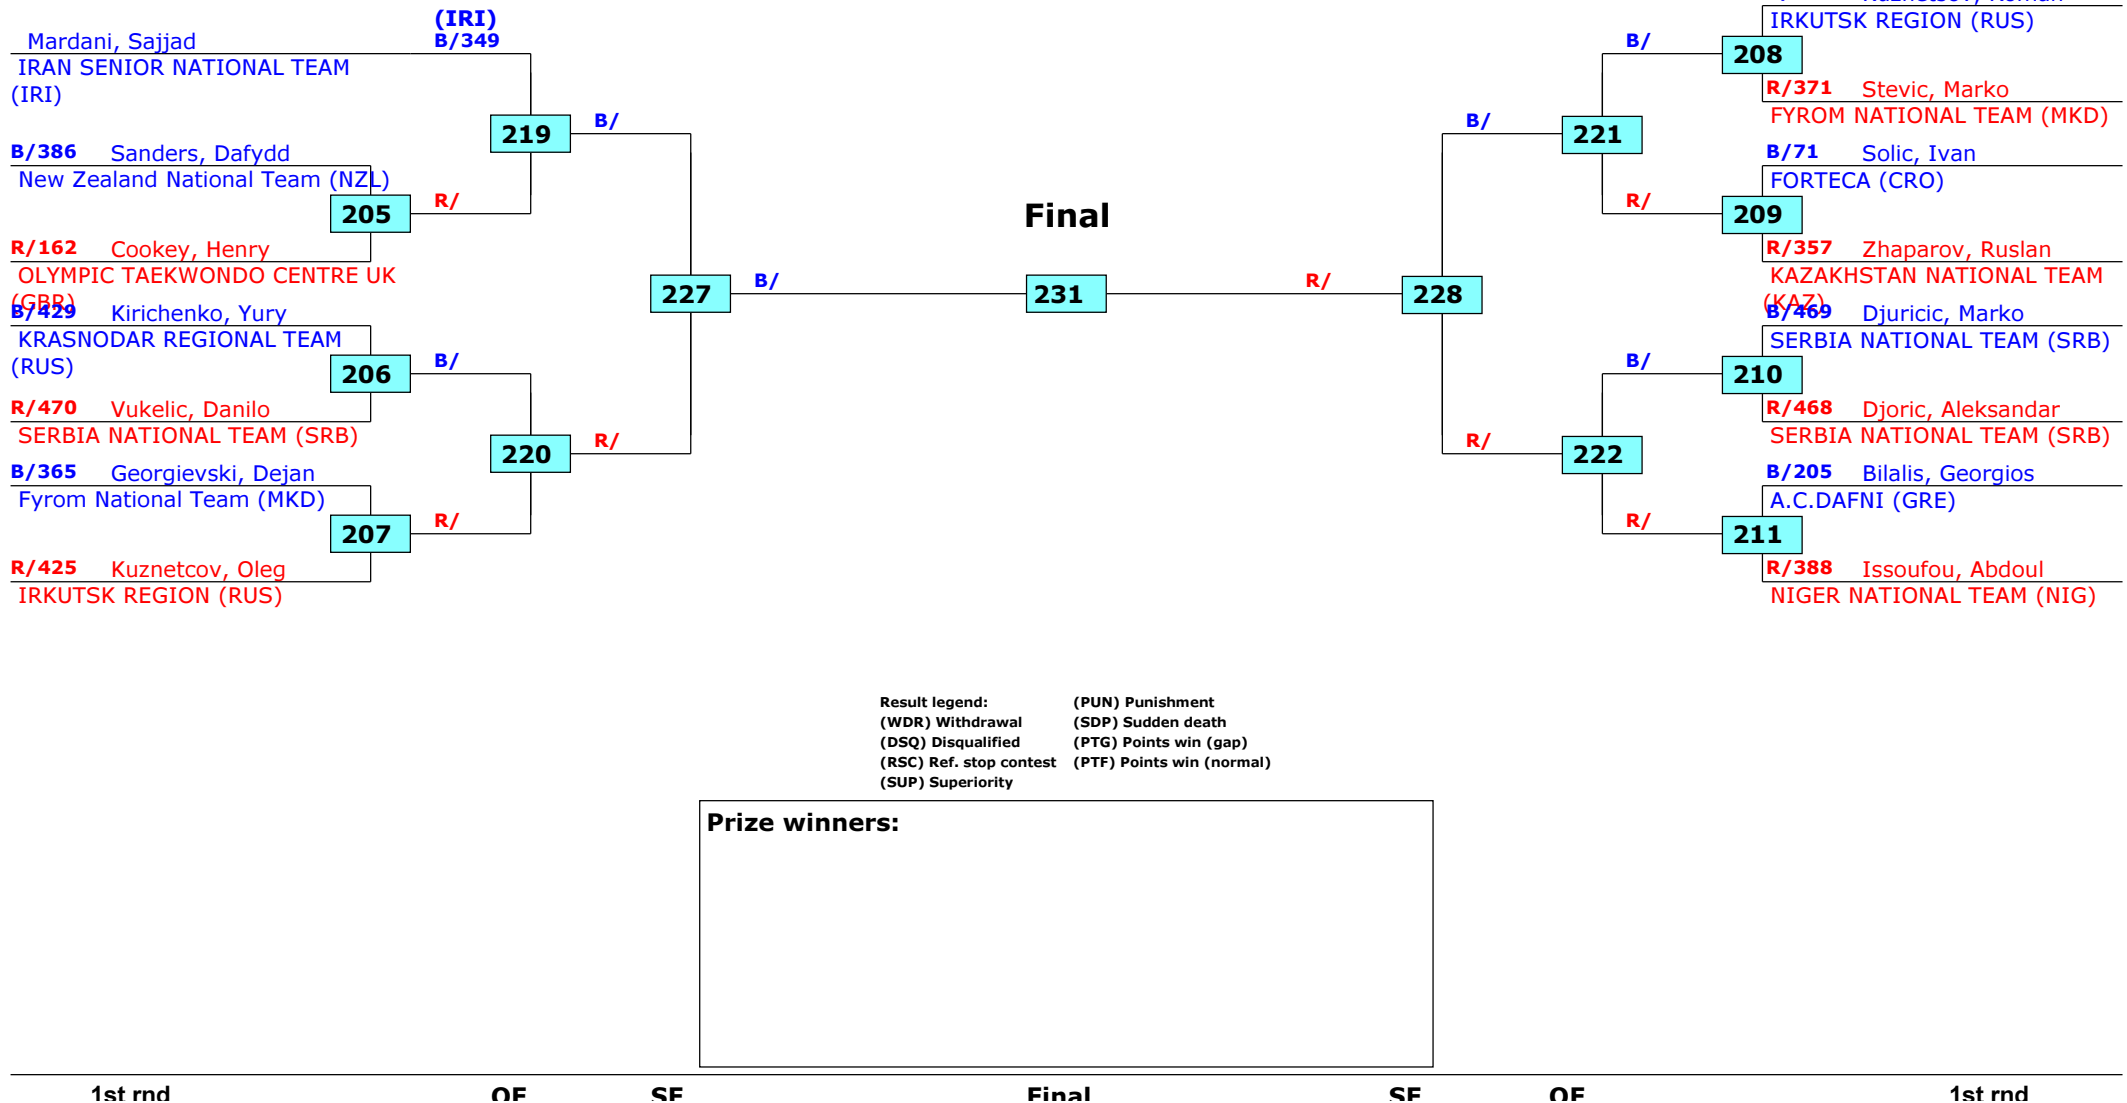 (IRI)
Mardani, Sajjad B/349
IRAN SENIOR NATIONAL TEAM
(IRI)
219
B/
B/386 Sanders, Dafydd
New Zealand National Team (NZL)
205
R/
R/162 Cookey, Henry
OLYMPIC TAEKWONDO CENTRE UK
(GBR)
227
B/
B/429 Kirichenko, Yury
KRASNODAR REGIONAL TEAM
(RUS)
206
B/
R/470 Vukelic, Danilo
SERBIA NATIONAL TEAM (SRB)
220
R/
B/365 Georgievski, Dejan
Fyrom National Team (MKD)
207
R/
R/425 Kuznetcov, Oleg
IRKUTSK REGION (RUS)
Final
231
R/
228
IRKUTSK REGION (RUS)
B/
208
R/371 Stevic, Marko
FYROM NATIONAL TEAM (MKD)
B/
221
B/71 Solic, Ivan
FORTECA (CRO)
R/
209
R/357 Zhaparov, Ruslan
KAZAKHSTAN NATIONAL TEAM
(KAZ)
B/469 Djuricic, Marko
SERBIA NATIONAL TEAM (SRB)
B/
210
R/468 Djoric, Aleksandar
SERBIA NATIONAL TEAM (SRB)
R/
222
B/205 Bilalis, Georgios
A.C.DAFNI (GRE)
R/
211
R/388 Issoufou, Abdoul
NIGER NATIONAL TEAM (NIG)
Result legend: (PUN) Punishment
(WDR) Withdrawal (SDP) Sudden death
(DSQ) Disqualified (PTG) Points win (gap)
(RSC) Ref. stop contest (PTF) Points win (normal)
(SUP) Superiority
Prize winners:
1st rnd SF Final SF 1st rnd